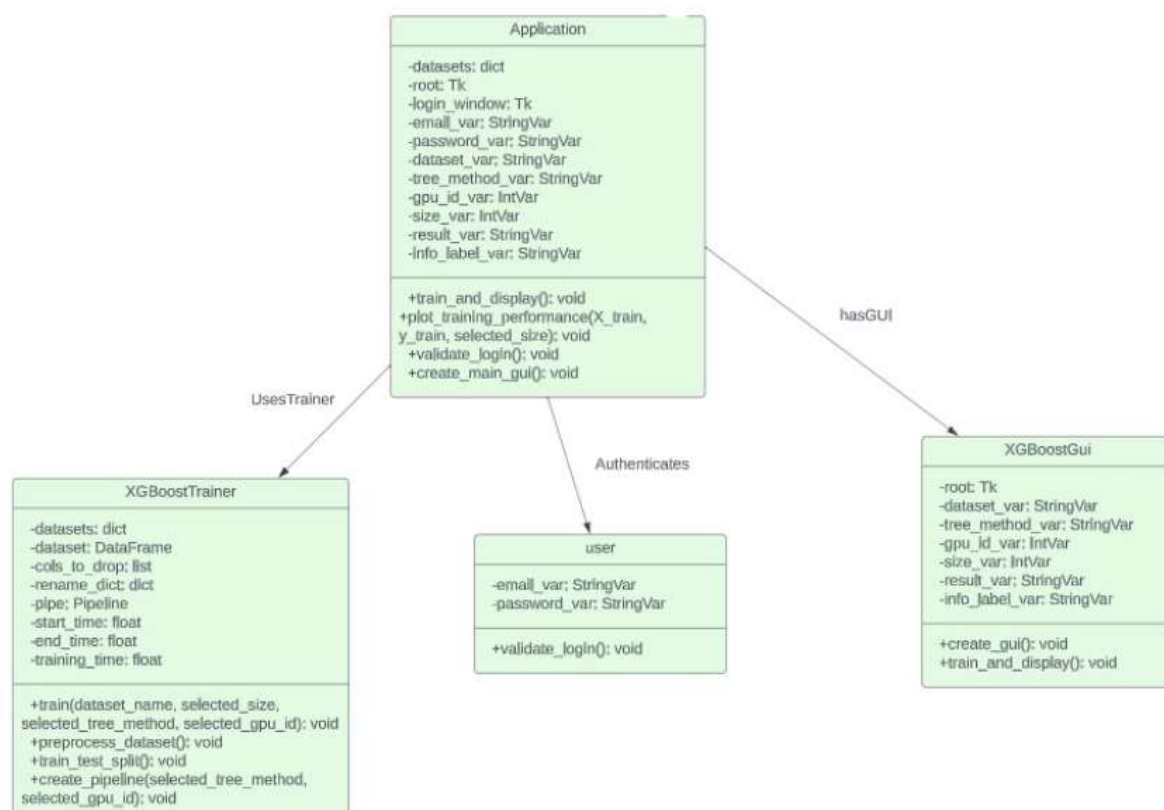 Application
-datasets: dict
-root: Tk
-login_window: Tk
-email_var: StringVar
-password_var: StringVar
-dataset_var: StringVar
-tree_method_var: StringVar
-gpu_id_var: IntVar
-size_var: IntVar
-result_var: StringVar
-info_label_var: StringVar
+train_and_display(): void
+plot_training_performance(X_train,
y_train, selected_size): void
+validate_login(): void
+create_main_gui(): void
UsesTrainer
Authenticates
hasGUI
XGBoostTrainer
-datasets: dict
-dataset: DataFrame
-cols_to_drop: list
-rename_dict: dict
-pipe: Pipeline
-start_time: float
-end_time: float
-training_time: float
+train(dataset_name, selected_size,
selected_tree_method, selected_gpu_id): void
+preprocess_dataset(): void
+train_test_split(): void
+create_pipeline(selected_tree_method,
selected_gpu_id): void
user
-email_var: StringVar
-password_var: StringVar
+validate_login(): void
XGBoostGui
-root: Tk
-dataset_var: StringVar
-tree_method_var: StringVar
-gpu_id_var: IntVar
-size_var: IntVar
-result_var: StringVar
-info_label_var: StringVar
+create_gui(): void
+train_and_display(): void